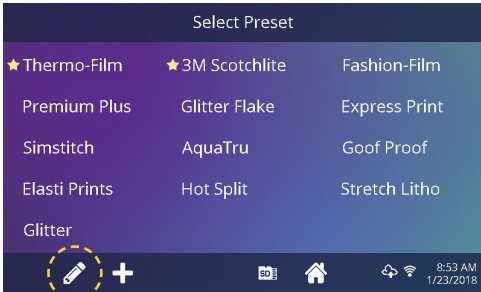 Select Preset
Thermo-Film 3M Scotchlite Fashion-Film
Premium Plus Glitter Flake Express Print
Simstitch AquaTru Goof Proof
Elasti Prints Hot Split Stretch Litho
Glitter
SD 8:53 AM
1/23/2018